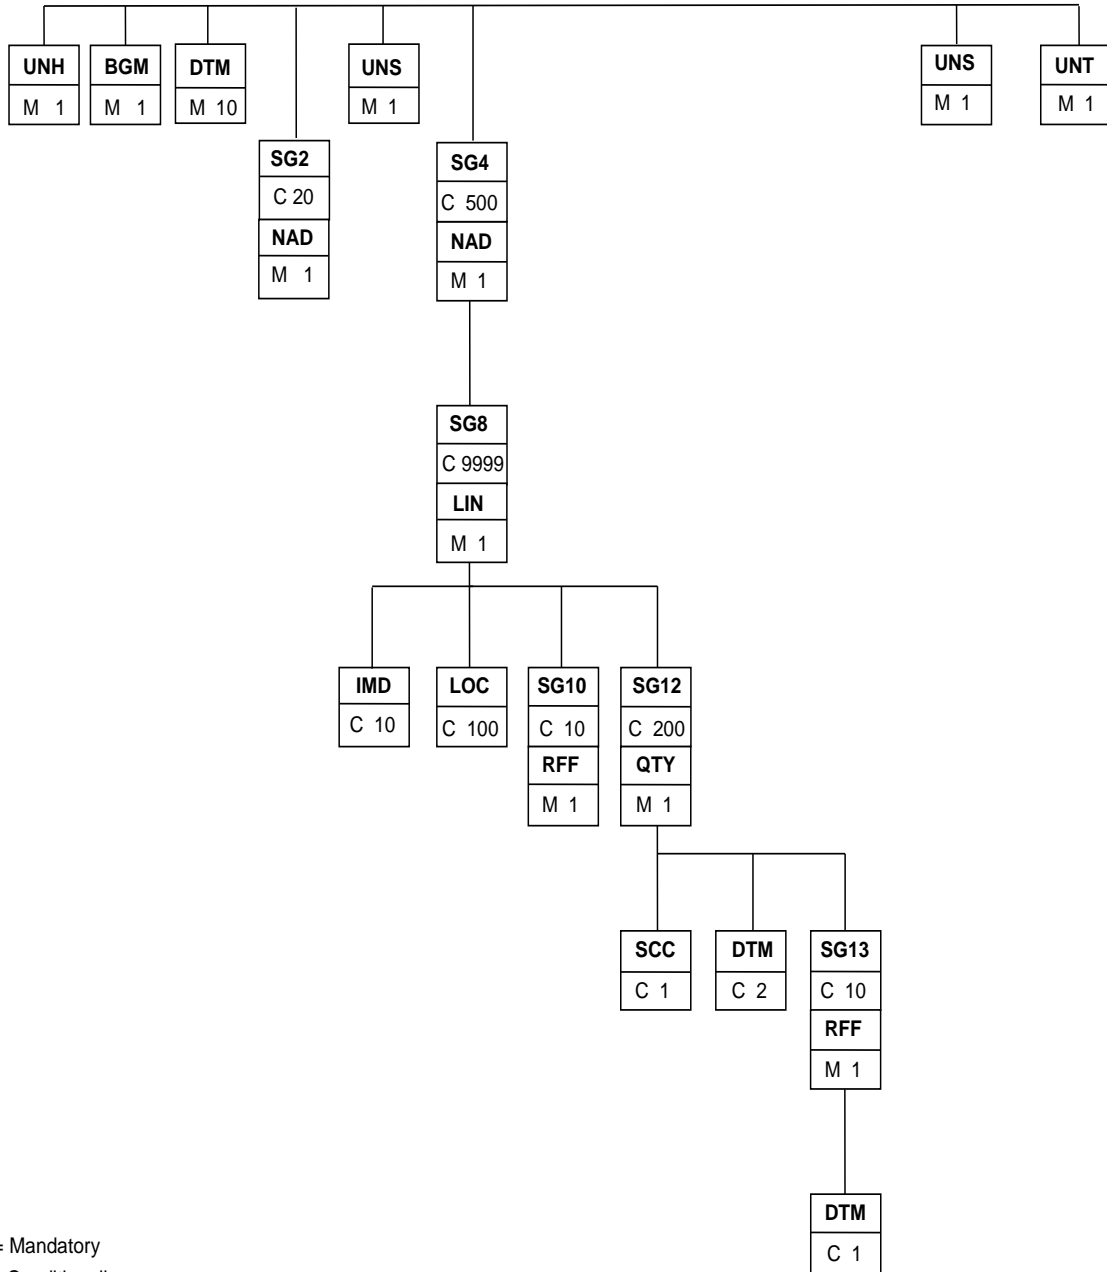 UNH BGM DTM UNS UNS UNT
M 1 M 1 M 10 M 1 M 1 M 1
SG2 SG4
C 20 C 500
NAD NAD
M 1 M 1
SG8
C 9999
LIN
M 1
IMD LOC SG10 SG12
C 10 C 100 C 10 C 200
RFF QTY
M 1 M 1
SCC DTM SG13
C 1 C 2 C 10
RFF
M 1
DTM
= Mandatory
C 1